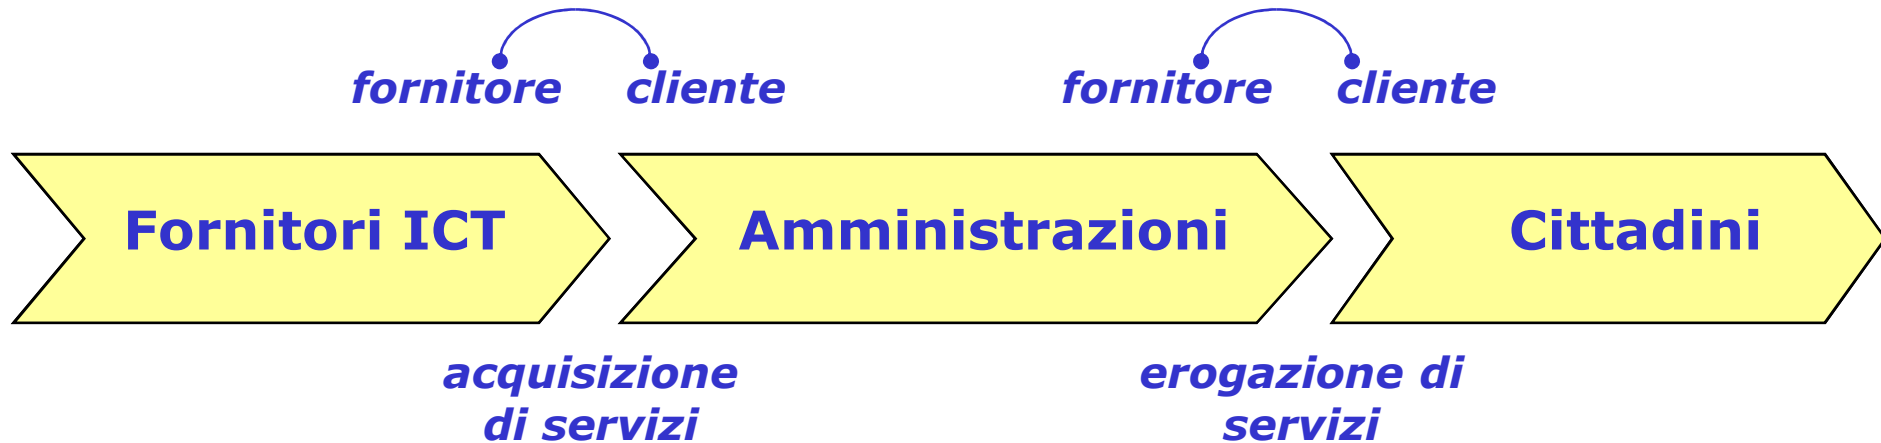 fornitore cliente fornitore cliente
Fornitori ICT Amministrazioni Cittadini
acquisizione
di servizi
erogazione di
servizi